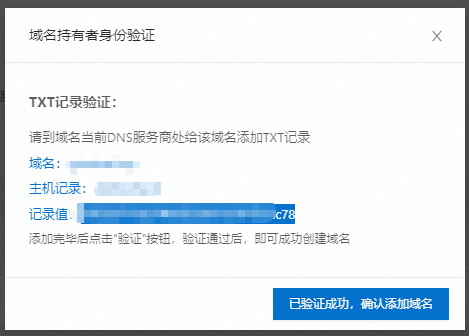 域名持有者身份验证
TXT记录验证：
请到域名当前DNS服务商处给该域名添加TXT记录
域名：
主机记录：
记录值: c78
添加完毕后点击"验证"按钮，验证通过后，即可成功创建域名
已验证成功，确认添加域名